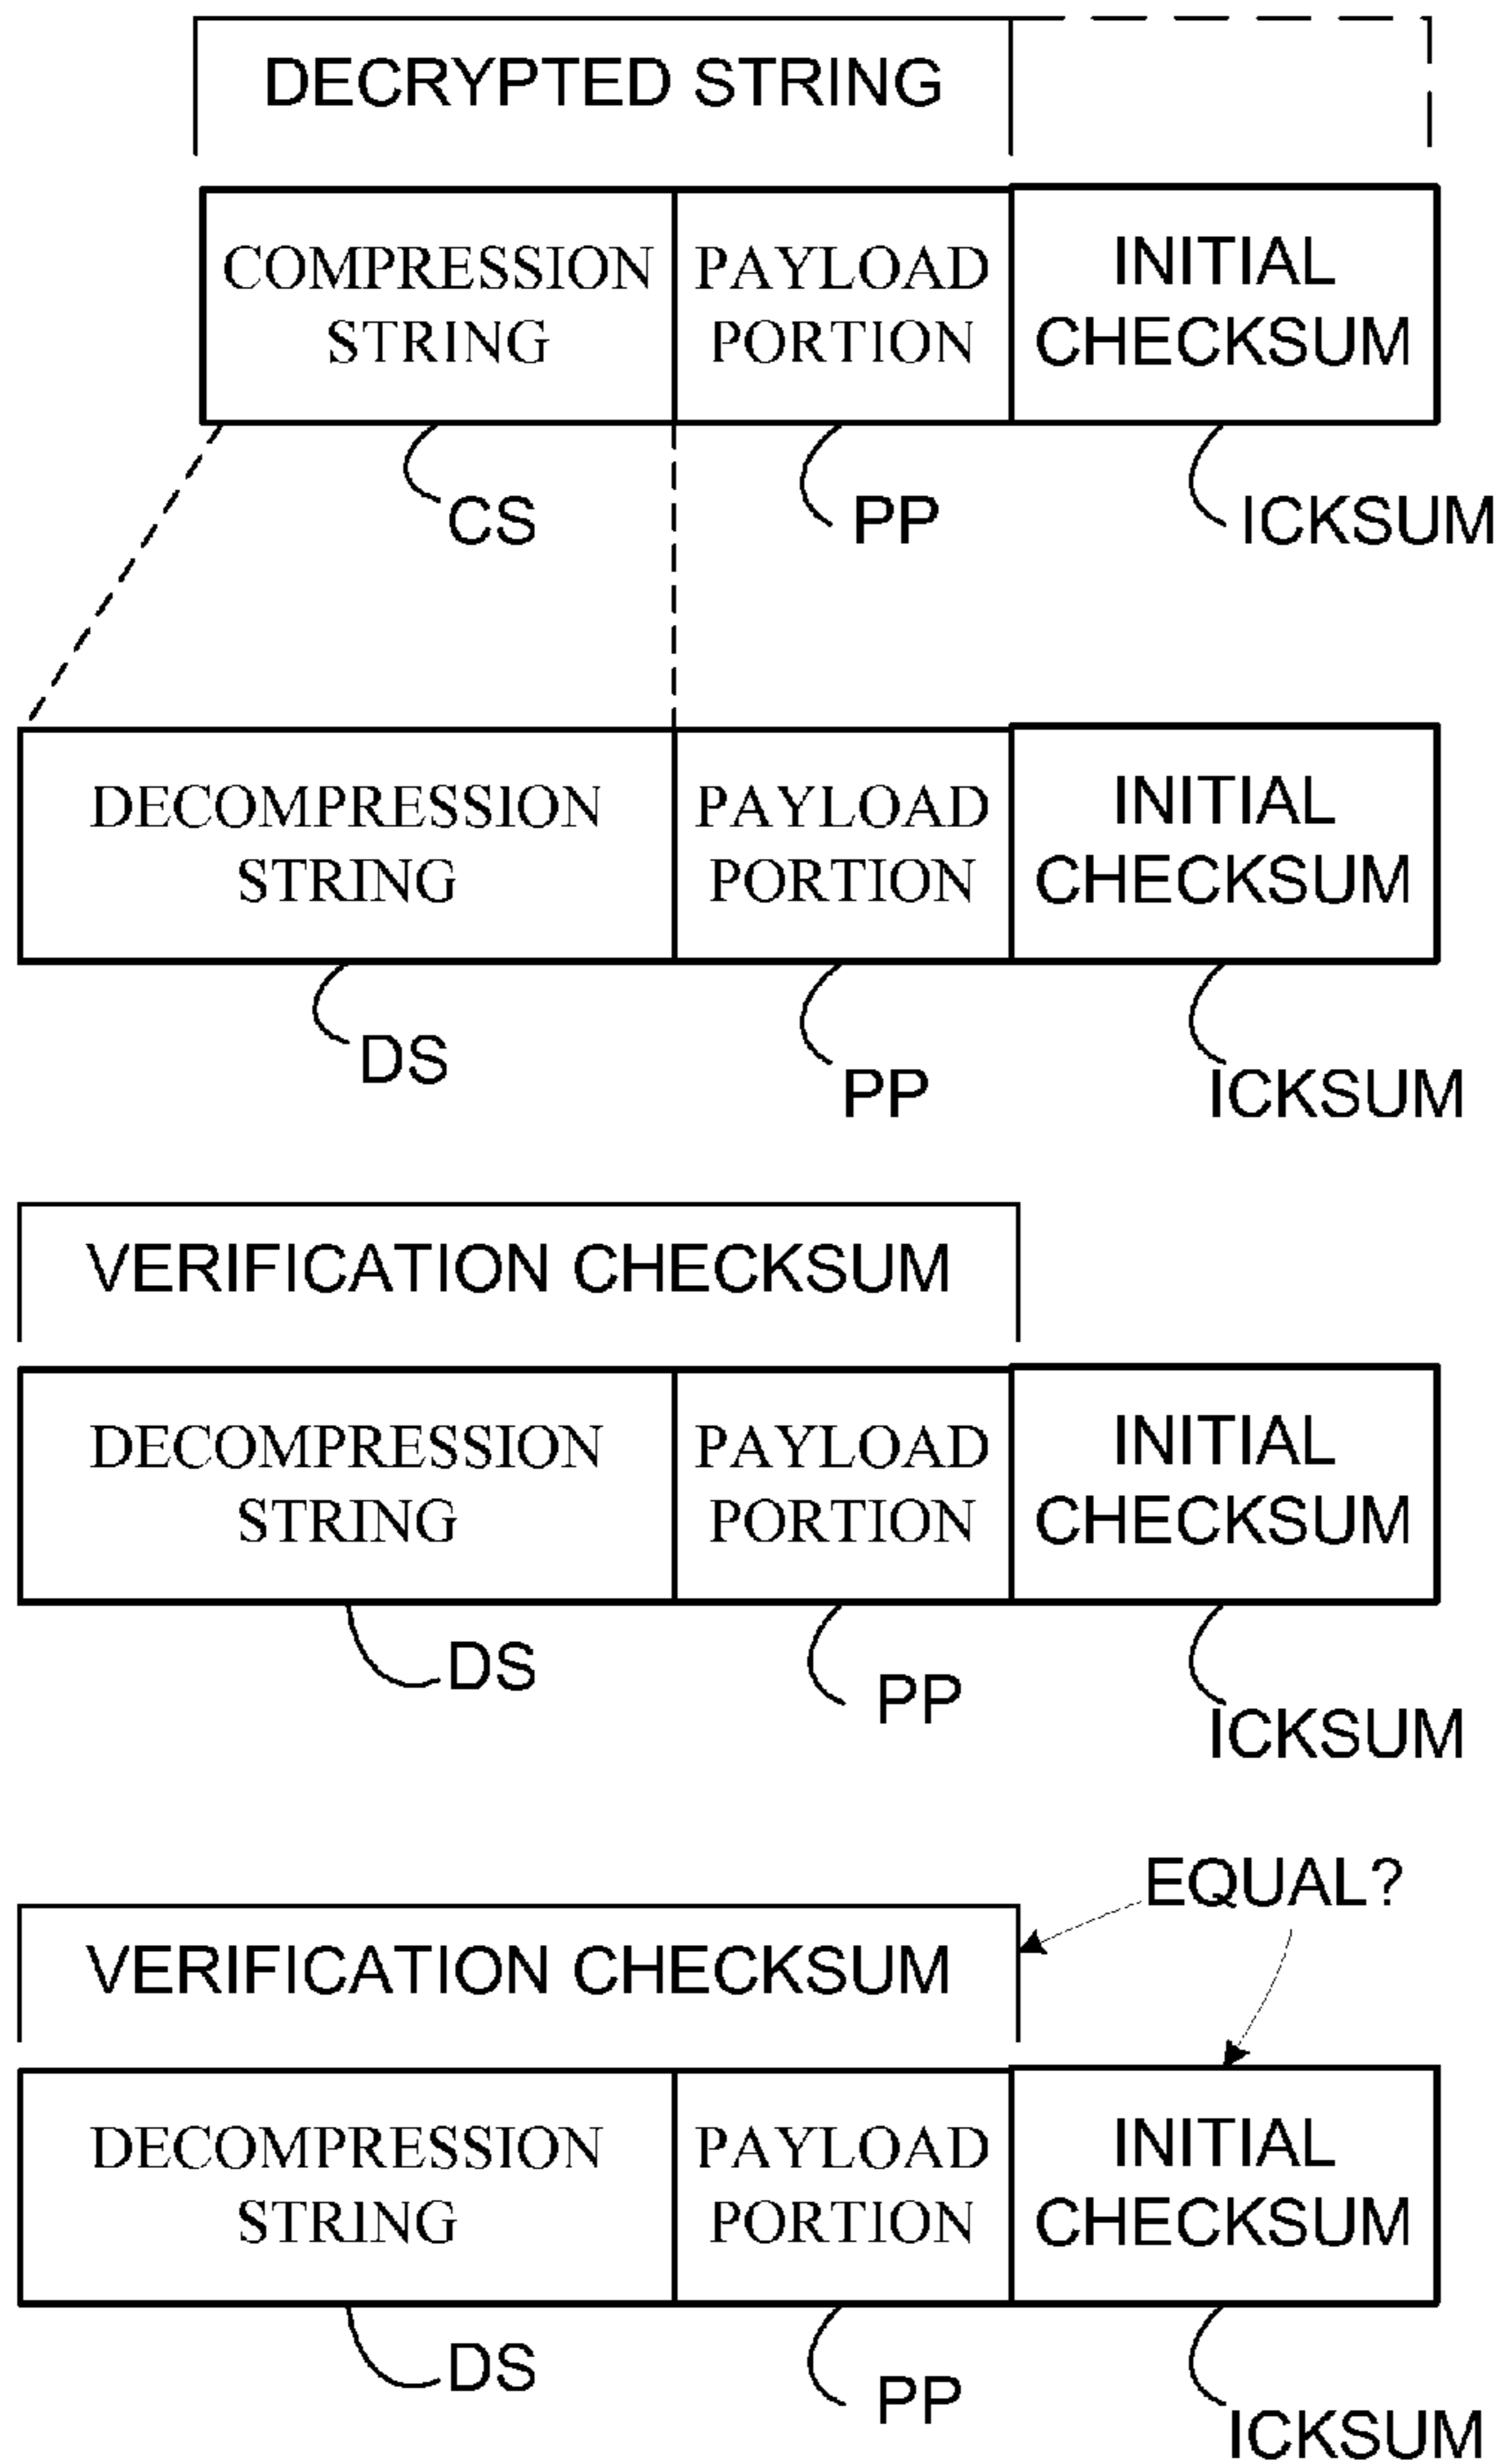 DECRYPTED STRING
COMPRESSION
STRING
PAYLOAD
PORTION
INITIAL
CHECKSUM
CS
PP
ICKSUM
DECOMPRESSION
STRING
PAYLOAD
PORTION
INITIAL
CHECKSUM
DS
PP
ICKSUM
VERIFICATION CHECKSUM
DECOMPRESSION
STRING
PAYLOAD
PORTION
INITIAL
CHECKSUM
DS
PP
ICKSUM
EQUAL?
VERIFICATION CHECKSUM
DECOMPRESSION
STRING
PAYLOAD
PORTION
INITIAL
CHECKSUM
DS
PP
ICKSUM